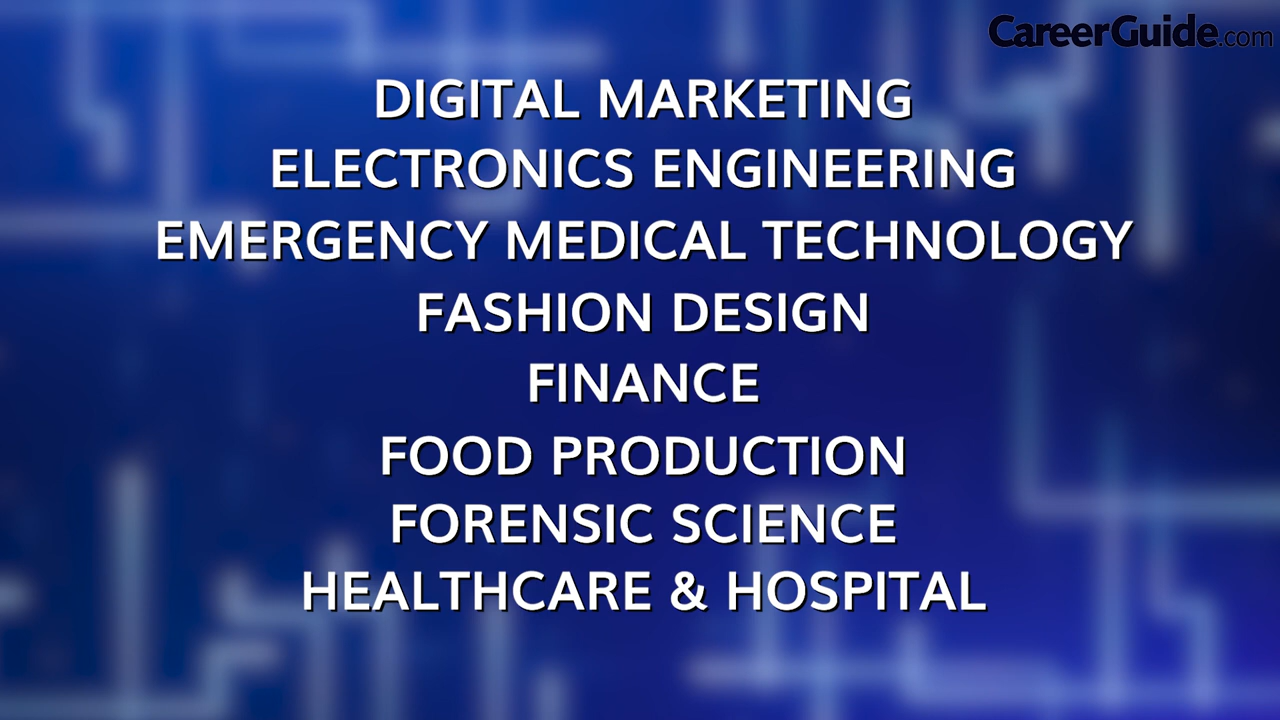 CareerGuide.com
DIGITAL MARKETING
ELECTRONICS ENGINEERING
EMERGENCY MEDICAL TECHNOLOGY
FASHION DESIGN
FINANCE
FOOD PRODUCTION
FORENSIC SCIENCE
HEALTHCARE & HOSPITAL